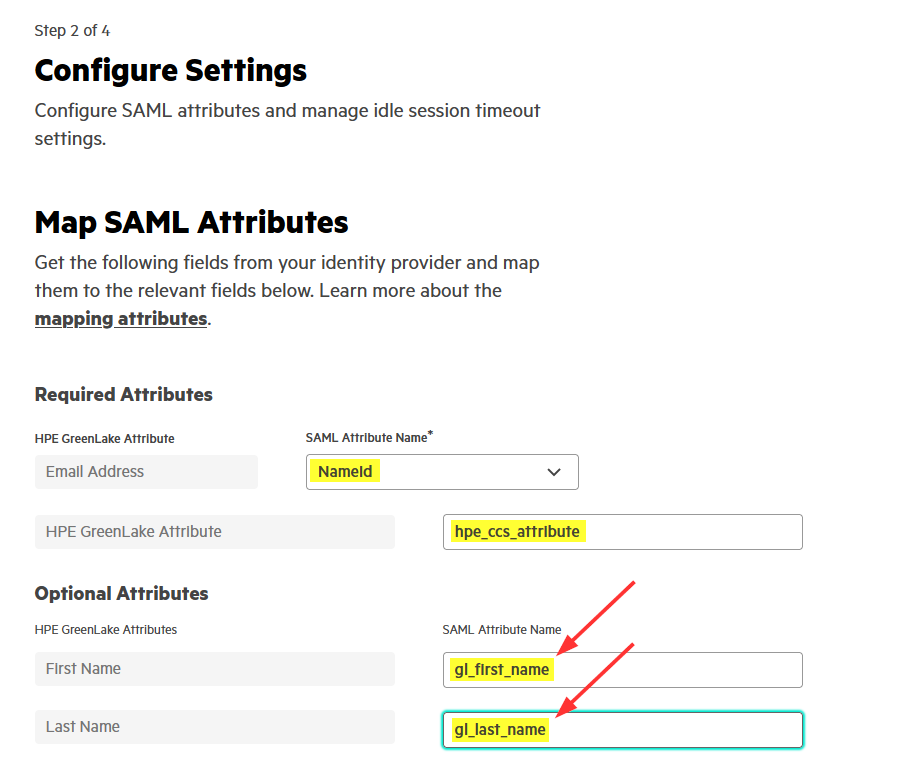 Step 2 of 4
Configure Settings
Configure SAML attributes and manage idle session timeout
settings.
Map SAML Attributes
Get the following fields from your identity provider and map
them to the relevant fields below. Learn more about the
mapping attributes.
Required Attributes
HPE GreenLake Attribute
SAML Attribute Name*
Email Address
NameId
HPE GreenLake Attribute
hpe_ccs_attribute
Optional Attributes
HPE GreenLake Attributes
SAML Attribute Name
First Name
gl_first_name
Last Name
gl_last_name